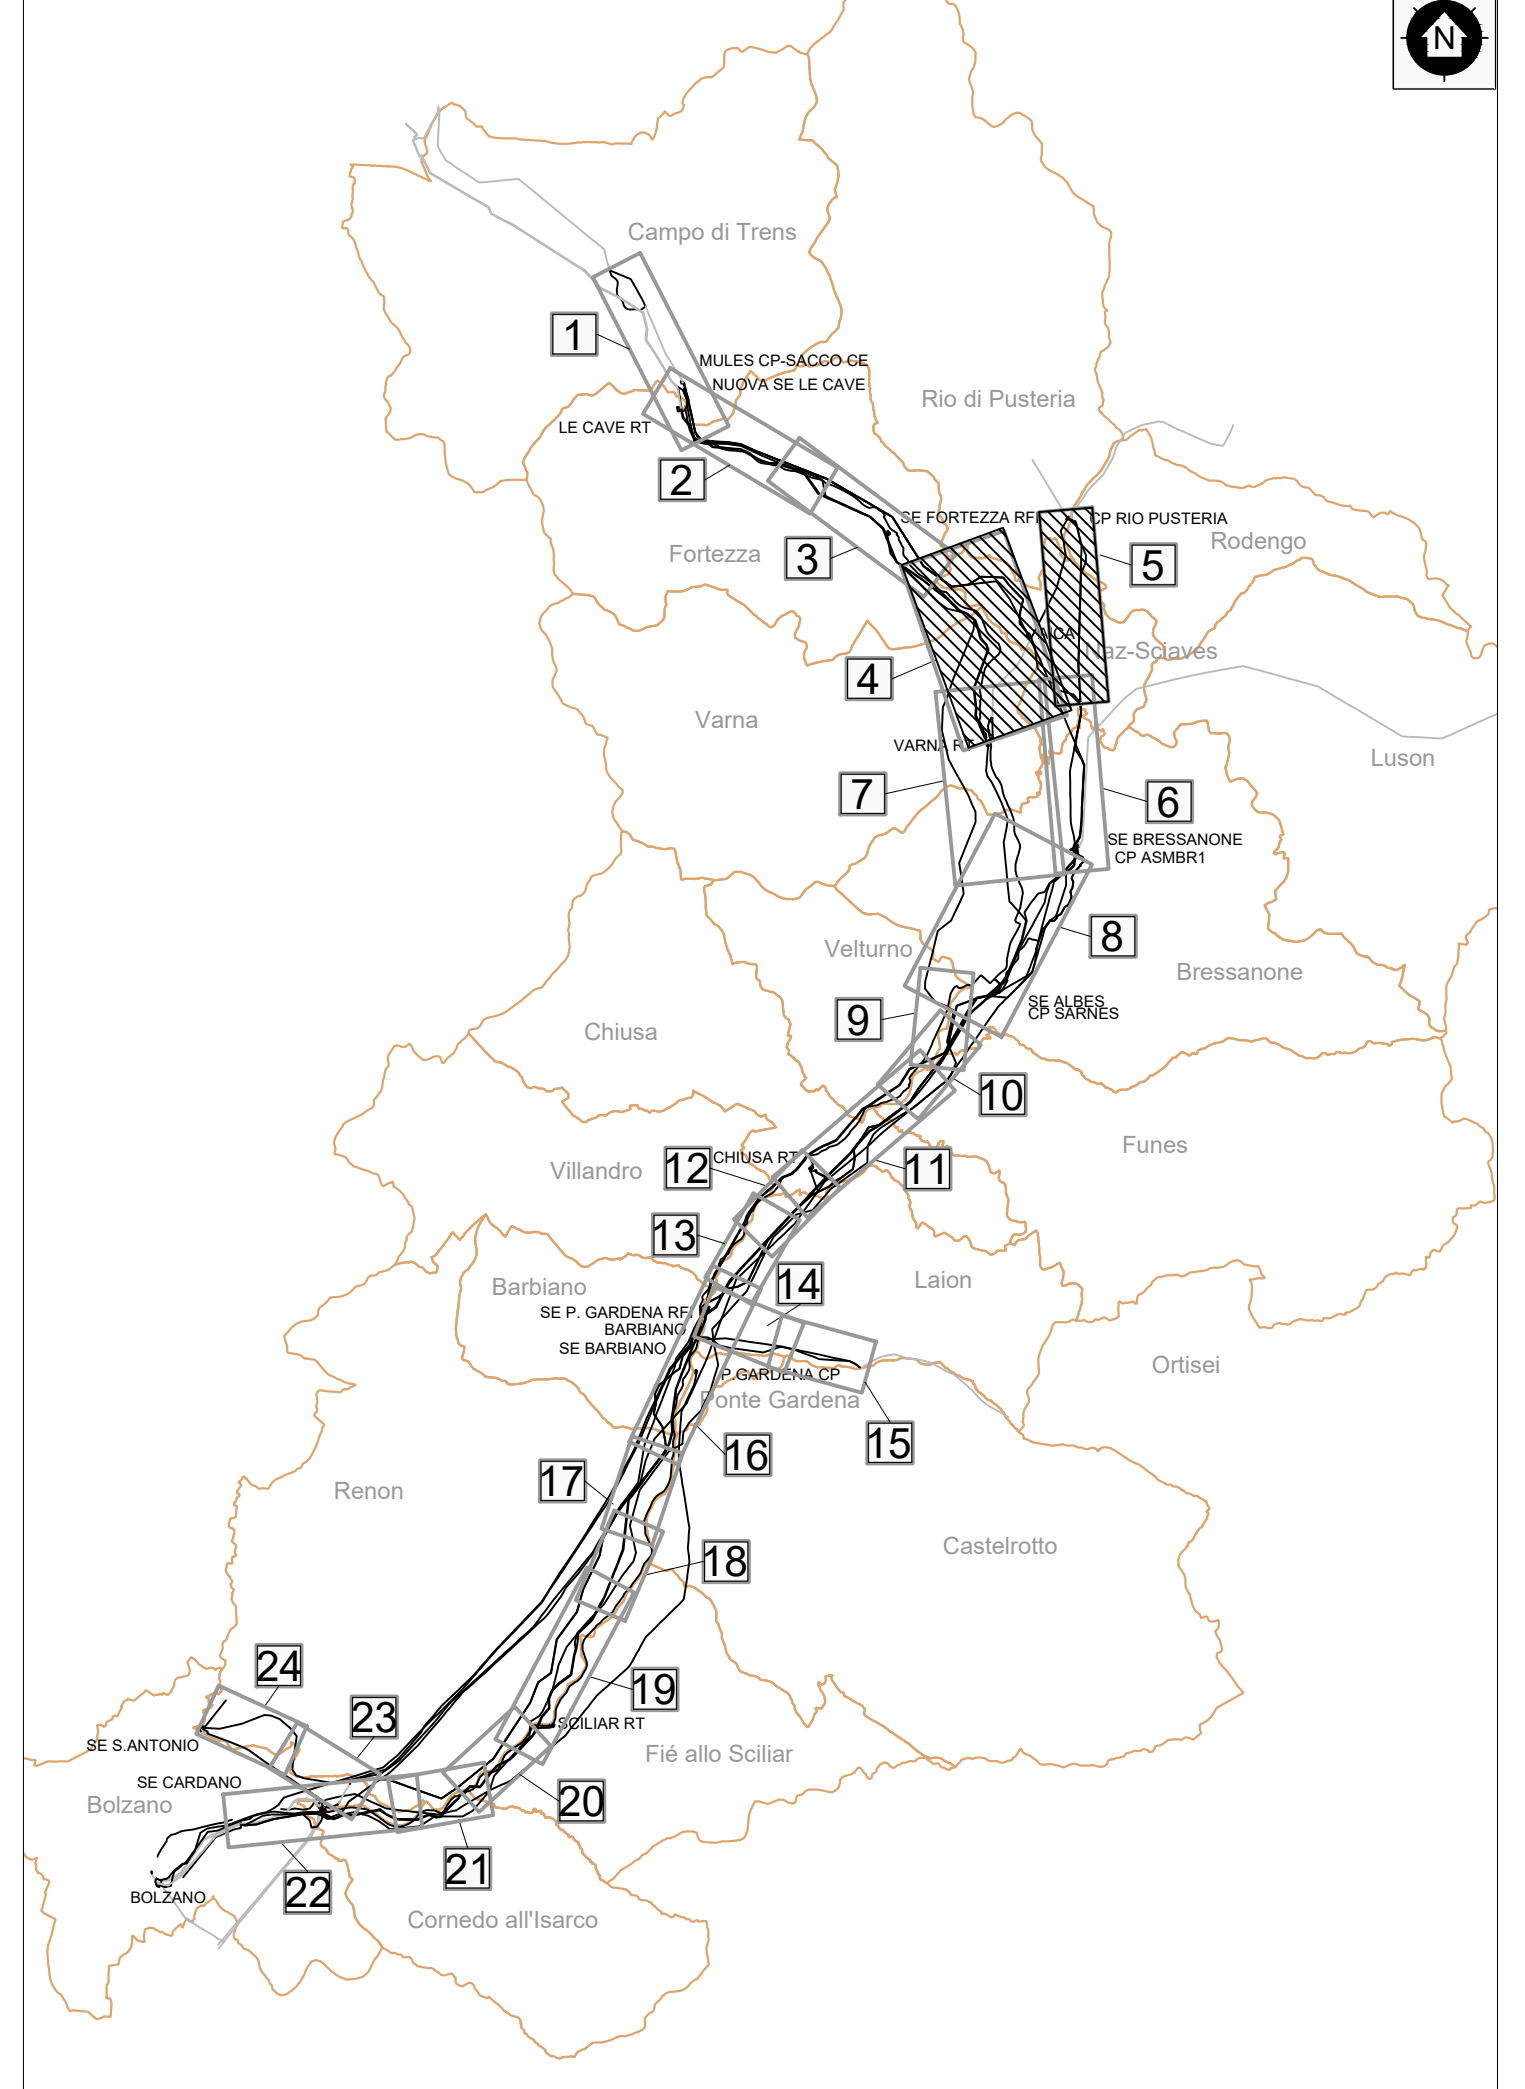 N
Campo di Trens
1
MULES CP-SACCO CE
NUOVA SE LE CAVE
Rio di Pusteria
LE CAVE RT
2
SE FORTEZZA RFI
CP RIO PUSTERIA
Rodengo
Fortezza
3
5
AICA
Naz-Sciaves
4
Varna
VARNA RT
Luson
7
6
SE BRESSANONE
CP ASMBR1
8
Velturno
Bressanone
SE ALBES
CP SARNES
9
Chiusa
10
Funes
12
CHIUSA RT
11
Villandro
13
Laion
14
Barbiano
SE P. GARDENA RFI
BARBIANO
SE BARBIANO
Ortisei
P.GARDENA CP
Ponte Gardena
15
16
17
Renon
Castelrotto
18
24
19
23
SCILIAR RT
SE S.ANTONIO
Fié allo Sciliar
SE CARDANO
Bolzano
20
21
22
BOLZANO
Cornedo all'Isarco